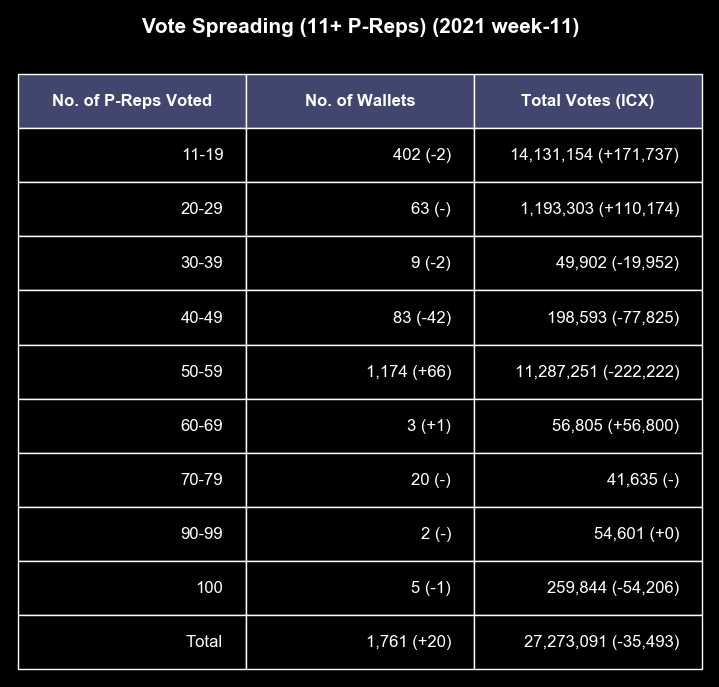 Vote Spreading (11+ P-Reps) (2021 week-11)
No. of P-Reps Voted No. of Wallets Total Votes (ICX)
11-19 402 (-2) 14,131,154 (+171,737)
20-29 63 (-) 1,193,303 (+110,174)
30-39 9 (-2) 49,902 (-19,952)
40-49 83 (-42) 198,593 (-77,825)
50-59 1,174 (+66) 11,287,251 (-222,222)
60-69 3 (+1) 56,805 (+56,800)
70-79 20 (-) 41,635 (-)
90-99 2 (-) 54,601 (+0)
100 5 (-1) 259,844 (-54,206)
Total 1,761 (+20) 27,273,091 (-35,493)